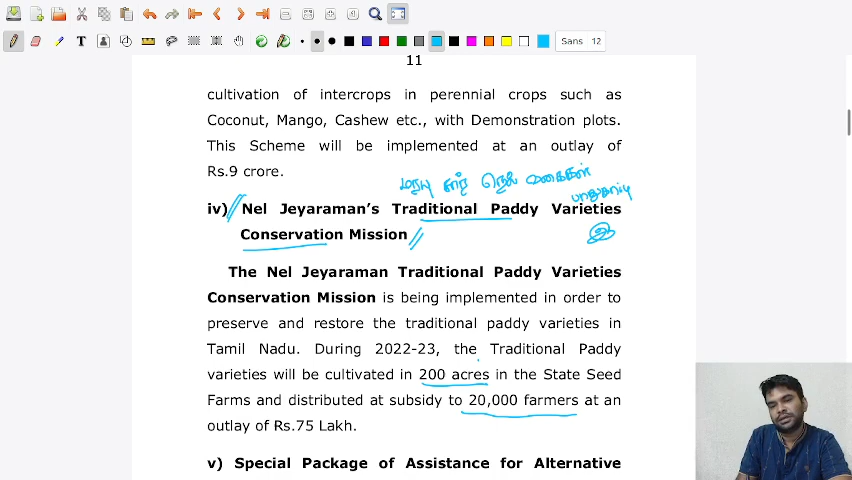 Sans 12
11
cultivation of intercrops in perennial crops such as
Coconut, Mango, Cashew etc., with Demonstration plots.
This Scheme will be implemented at an outlay of
Rs.9 crore.
மரபு சார் நெல் வகைகள்
பாதுகாப்பு
iv) Nel Jeyaraman's Traditional Paddy Varieties
Conservation Mission
The Nel Jeyaraman Traditional Paddy Varieties
Conservation Mission is being implemented in order to
preserve and restore the traditional paddy varieties in
Tamil Nadu. During 2022-23, the Traditional Paddy
varieties will be cultivated in 200 acres in the State Seed
Farms and distributed at subsidy to 20,000 farmers at an
outlay of Rs.75 Lakh.
v) Special Package of Assistance for Alternative